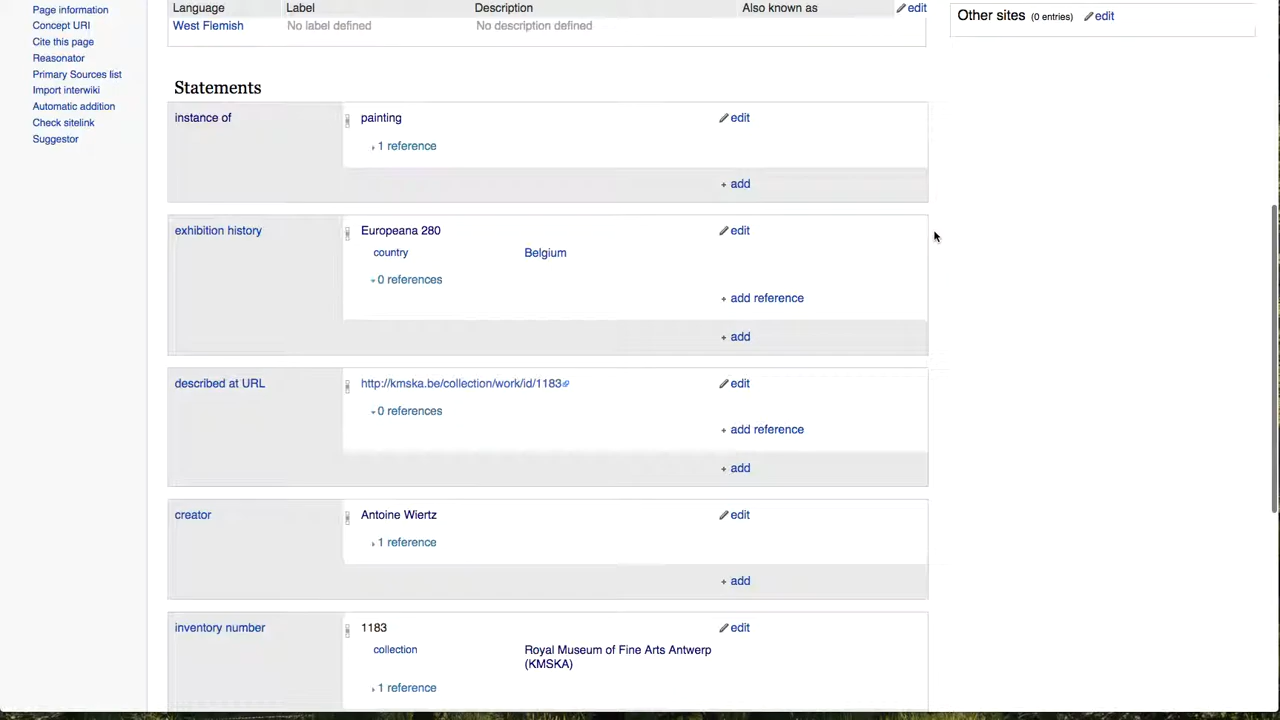 Page information
Concept URI
Cite this page
Reasonator
Primary Sources list
Import interwiki
Automatic addition
Check sitelink
Suggestor
Language Label Description Also known as edit
West Flemish No label defined No description defined
Other sites (0 entries) edit
Statements
instance of painting edit
1 reference
+ add
exhibition history Europeana 280 edit
country Belgium
0 references
+ add reference
+ add
described at URL http://kmska.be/collection/work/id/1183 edit
0 references
+ add reference
+ add
creator Antoine Wiertz edit
1 reference
+ add
inventory number 1183 edit
collection Royal Museum of Fine Arts Antwerp
(KMSKA)
1 reference